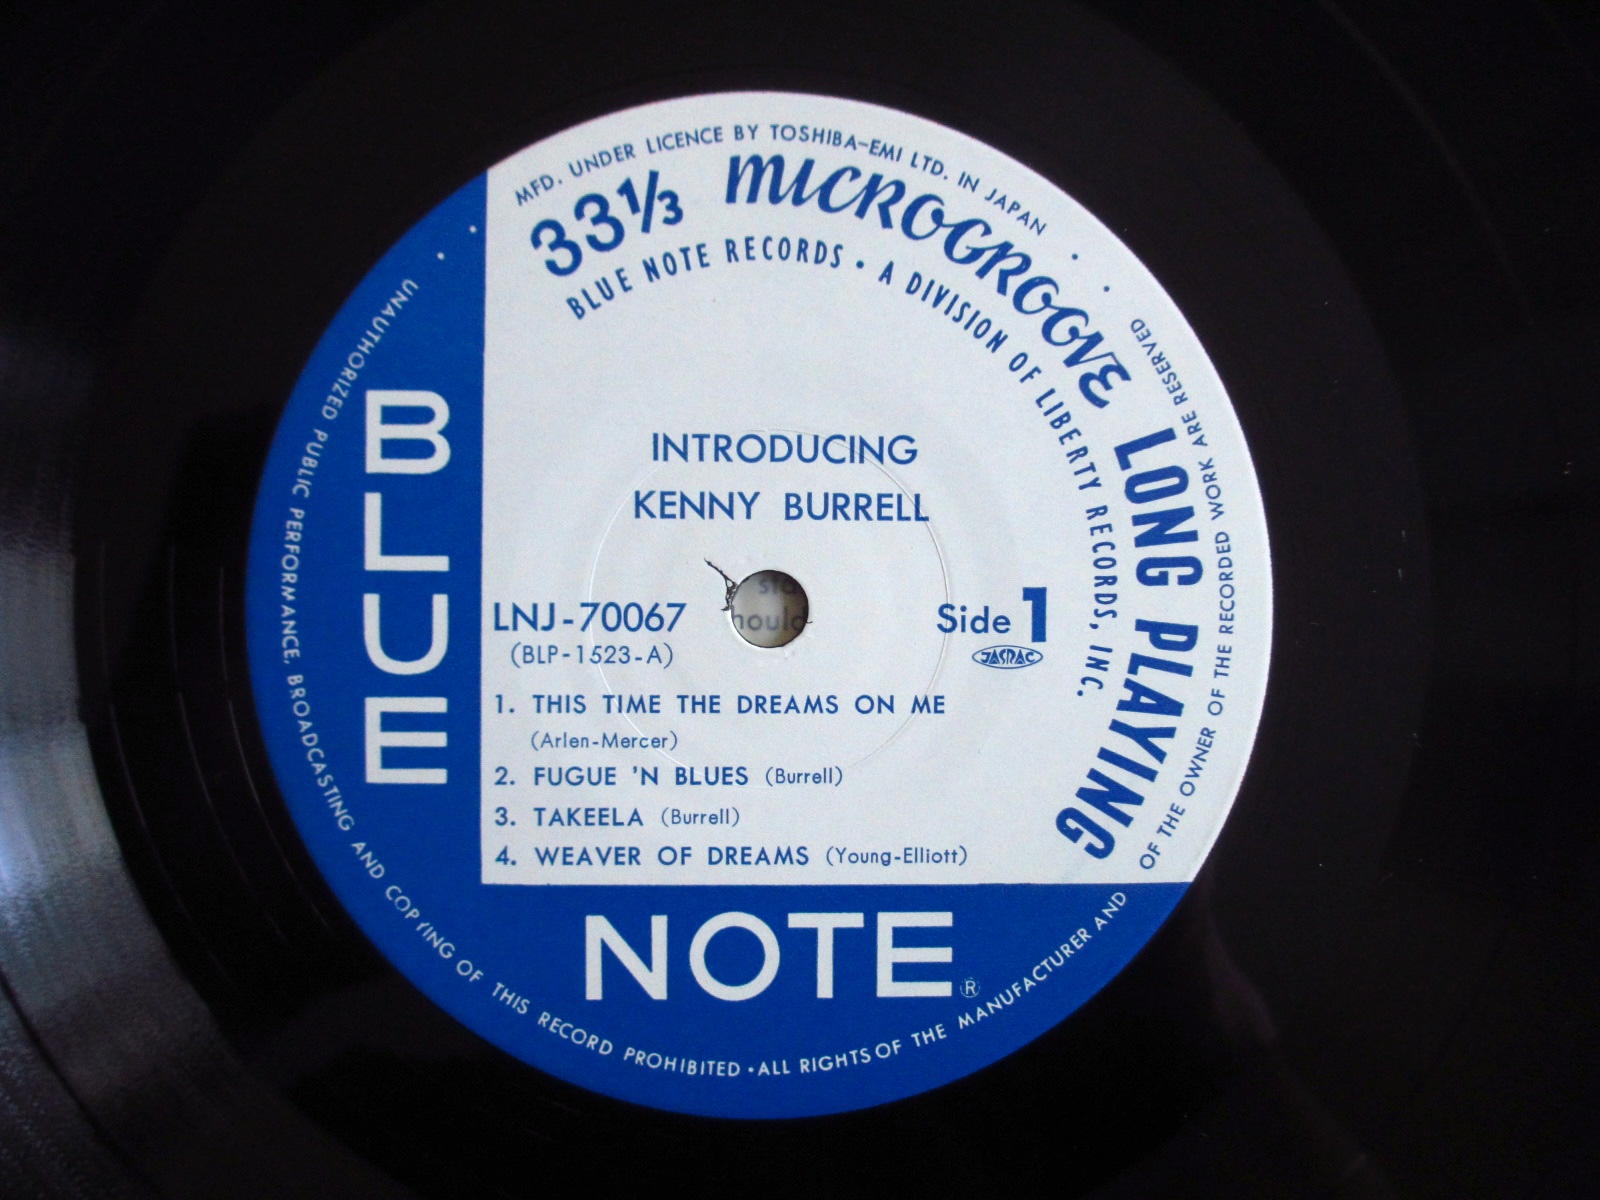 MFD. UNDER LICENCE BY TOSHIBA-EMI LTD. IN JAPAN
33⅓ MICROGROOVE LONG PLAYING
BLUE NOTE RECORDS • A DIVISION OF LIBERTY RECORDS, INC.
INTRODUCING
KENNY BURRELL
LNJ-70067
(BLP-1523-A)
Side 1
JASRAC
1. THIS TIME THE DREAMS ON ME
(Arlen-Mercer)
2. FUGUE 'N BLUES (Burrell)
3. TAKEELA (Burrell)
4. WEAVER OF DREAMS (Young-Elliott)
BLUE
NOTE ®
UNAUTHORIZED PUBLIC PERFORMANCE, BROADCASTING AND COPYING OF THIS RECORD PROHIBITED • ALL RIGHTS OF THE MANUFACTURER AND OF THE OWNER OF THE RECORDED WORK ARE RESERVED